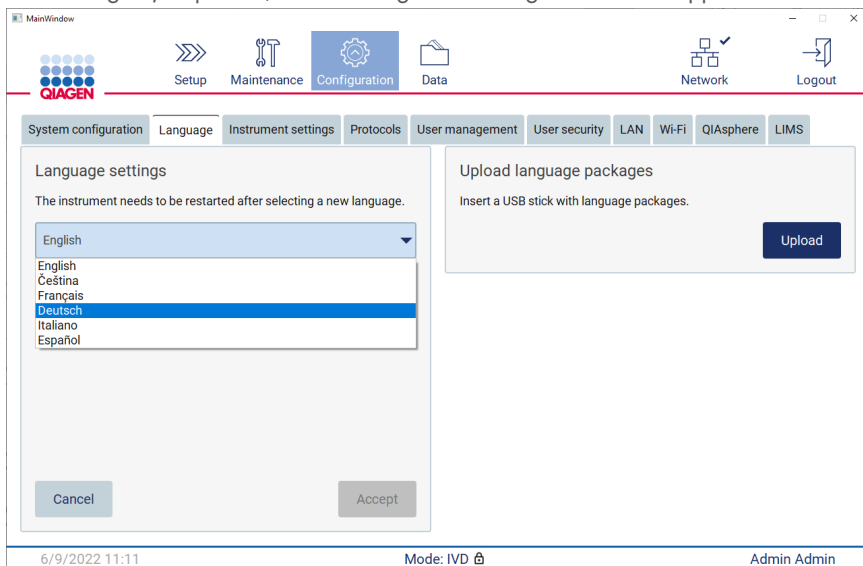 MainWindow
QIAGEN
Setup
Maintenance
Configuration
Data
Network
Logout
System configuration
Language
Instrument settings
Protocols
User management
User security
LAN
Wi-Fi
QIAsphere
LIMS
Language settings
The instrument needs to be restarted after selecting a new language.
English
English
Čeština
Français
Deutsch
Italiano
Español
Cancel
Accept
Upload language packages
Insert a USB stick with language packages.
Upload
6/9/2022 11:11
Mode: IVD
Admin Admin